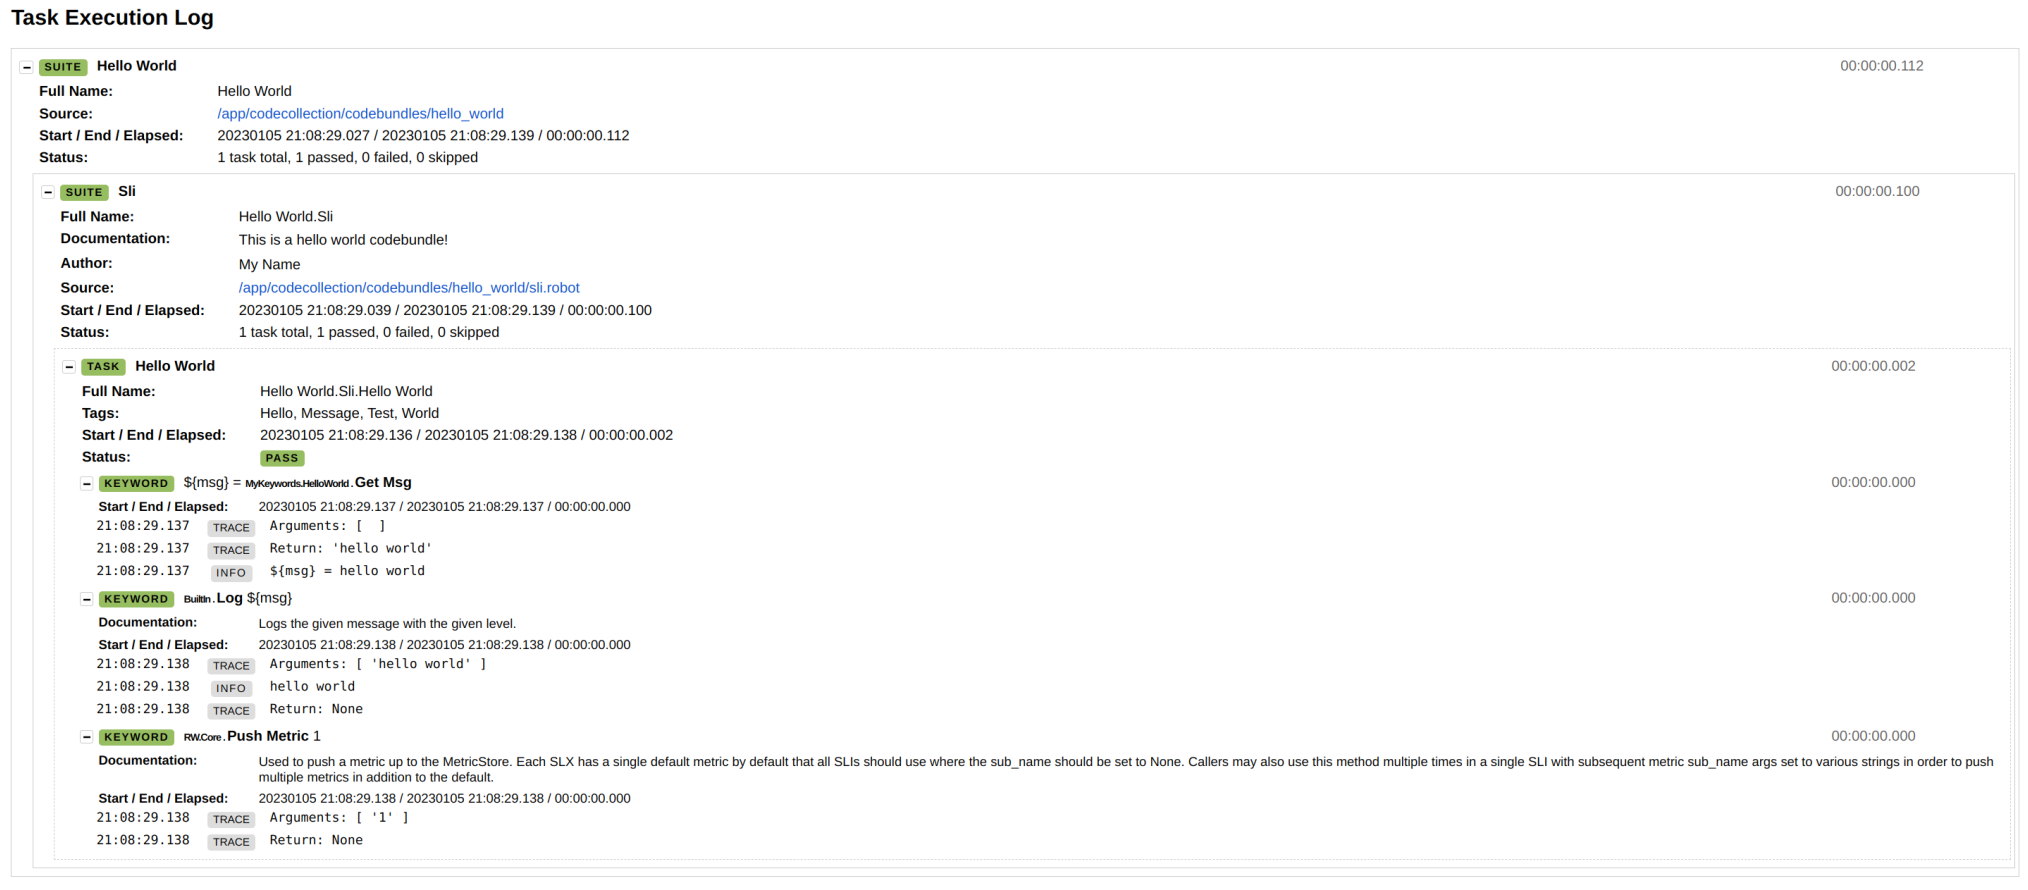 Task Execution Log
SUITE Hello World 00:00:00.112
Full Name: Hello World
Source: /app/codecollection/codebundles/hello_world
Start / End / Elapsed: 20230105 21:08:29.027 / 20230105 21:08:29.139 / 00:00:00.112
Status: 1 task total, 1 passed, 0 failed, 0 skipped
SUITE Sli 00:00:00.100
Full Name: Hello World.Sli
Documentation: This is a hello world codebundle!
Author: My Name
Source: /app/codecollection/codebundles/hello_world/sli.robot
Start / End / Elapsed: 20230105 21:08:29.039 / 20230105 21:08:29.139 / 00:00:00.100
Status: 1 task total, 1 passed, 0 failed, 0 skipped
TASK Hello World 00:00:00.002
Full Name: Hello World.Sli.Hello World
Tags: Hello, Message, Test, World
Start / End / Elapsed: 20230105 21:08:29.136 / 20230105 21:08:29.138 / 00:00:00.002
Status: PASS
KEYWORD ${msg} = MyKeywords.HelloWorld . Get Msg 00:00:00.000
Start / End / Elapsed: 20230105 21:08:29.137 / 20230105 21:08:29.137 / 00:00:00.000
21:08:29.137 TRACE Arguments: [  ]
21:08:29.137 TRACE Return: 'hello world'
21:08:29.137 INFO ${msg} = hello world
KEYWORD BuiltIn . Log ${msg} 00:00:00.000
Documentation: Logs the given message with the given level.
Start / End / Elapsed: 20230105 21:08:29.138 / 20230105 21:08:29.138 / 00:00:00.000
21:08:29.138 TRACE Arguments: [ 'hello world' ]
21:08:29.138 INFO hello world
21:08:29.138 TRACE Return: None
KEYWORD RW.Core . Push Metric 1 00:00:00.000
Documentation: Used to push a metric up to the MetricStore. Each SLX has a single default metric by default that all SLIs should use where the sub_name should be set to None. Callers may also use this method multiple times in a single SLI with subsequent metric sub_name args set to various strings in order to push
multiple metrics in addition to the default.
Start / End / Elapsed: 20230105 21:08:29.138 / 20230105 21:08:29.138 / 00:00:00.000
21:08:29.138 TRACE Arguments: [ '1' ]
21:08:29.138 TRACE Return: None